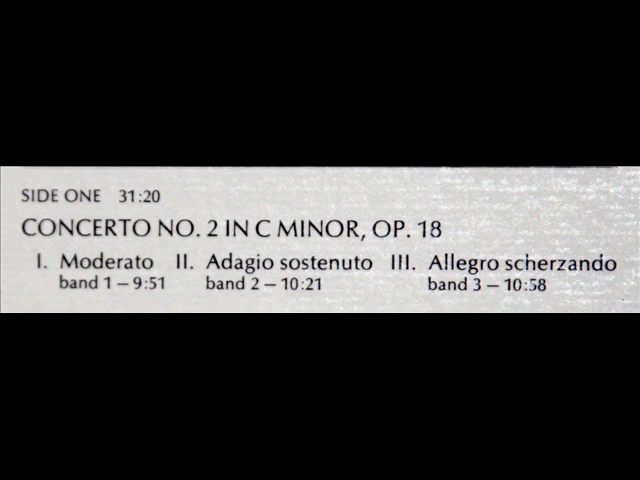 SIDE ONE 31:20
CONCERTO NO. 2 IN C MINOR, OP. 18
I. Moderato II. Adagio sostenuto III. Allegro scherzando
band 1 – 9:51 band 2 – 10:21 band 3 – 10:58